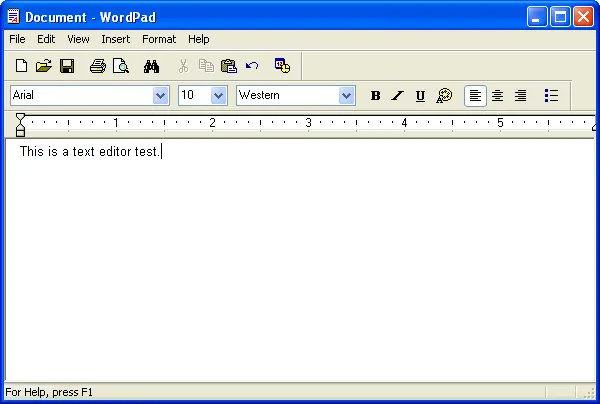 Document - WordPad
File Edit View Insert Format Help
Arial 10 Western B I U
1 2 3 4 5
This is a text editor test.
For Help, press F1